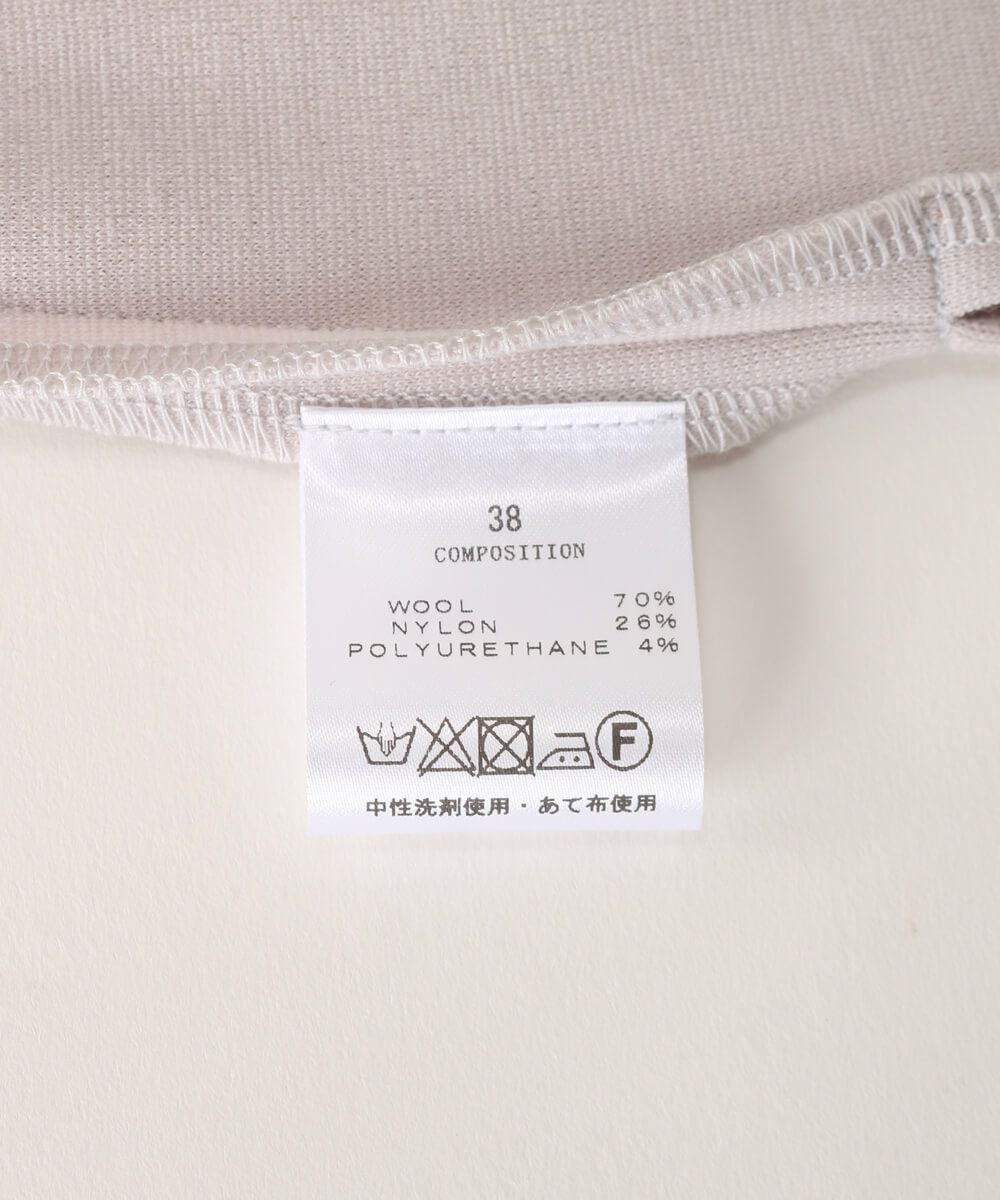 38
COMPOSITION
WOOL 70%
NYLON 26%
POLYURETHANE 4%
F
中性洗剤使用・あて布使用